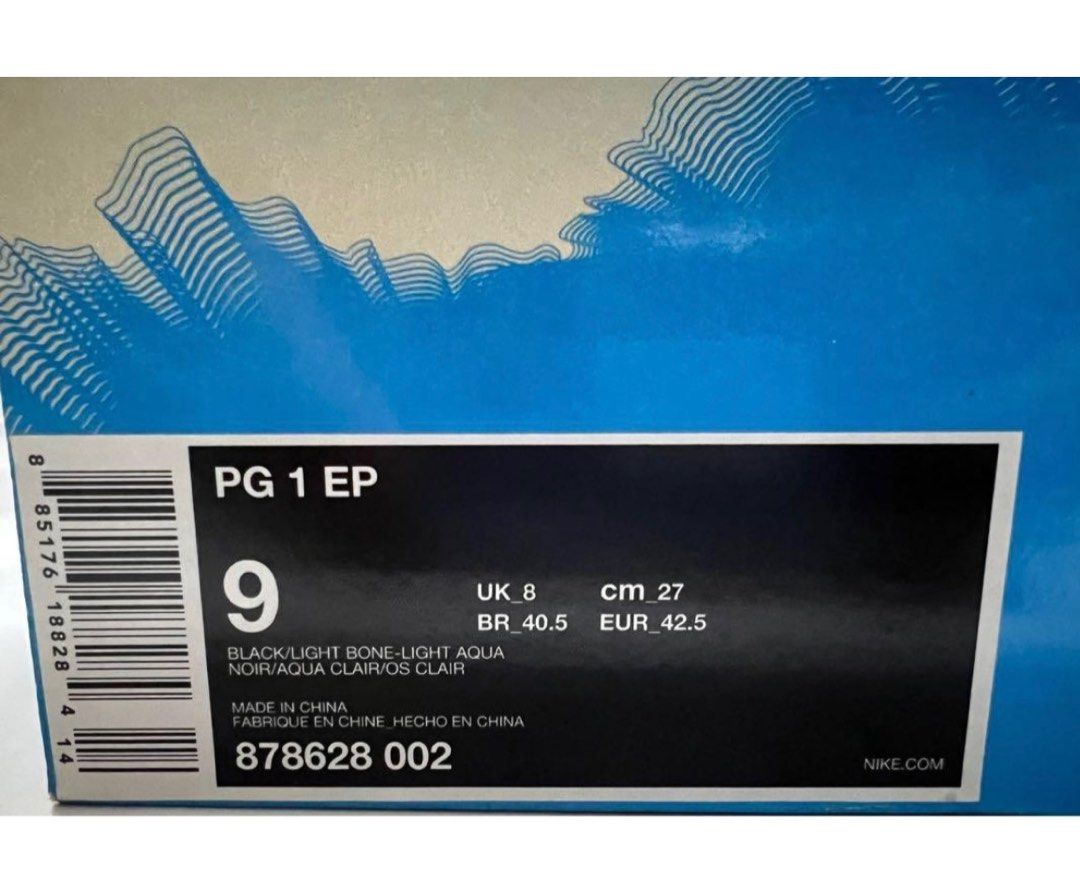 PG 1 EP
9
UK_8 cm_27
BR_40.5 EUR_42.5
BLACK/LIGHT BONE-LIGHT AQUA
NOIR/AQUA CLAIR/OS CLAIR
MADE IN CHINA
FABRIQUE EN CHINE_HECHO EN CHINA
878628 002
NIKE.COM
8 85176 18828 4 14